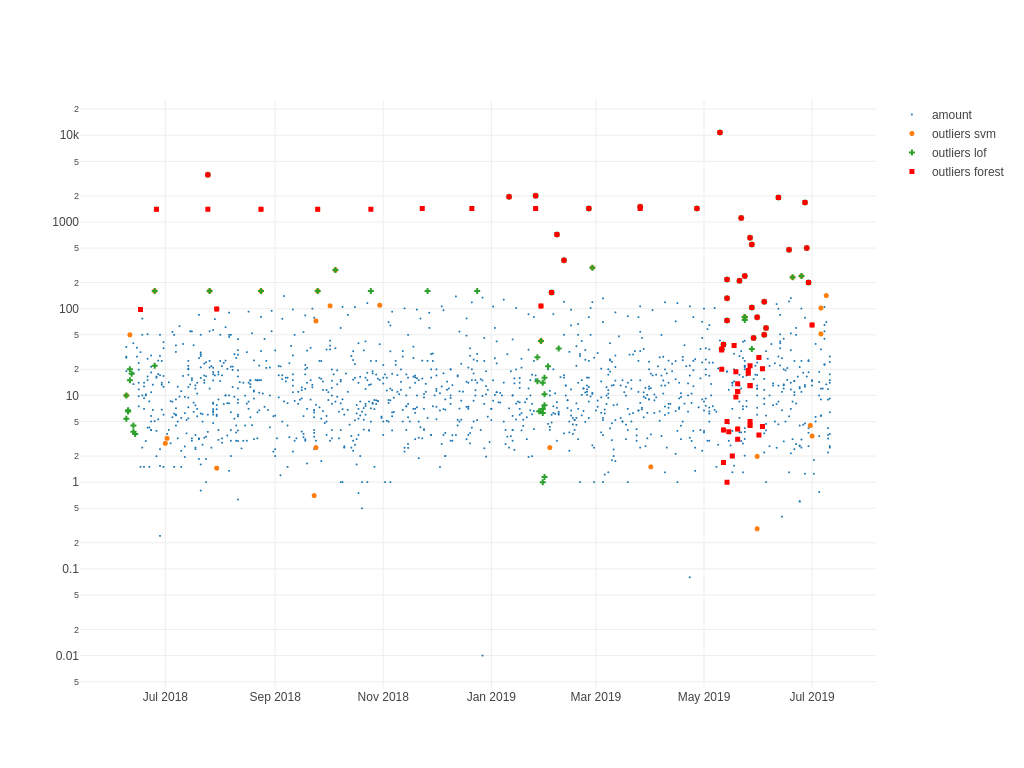 2
10k
5
2
1000
5
2
100
5
2
10
5
2
1
5
2
0.1
5
2
0.01
5
Jul 2018
Sep 2018
Nov 2018
Jan 2019
Mar 2019
May 2019
Jul 2019
amount
outliers svm
outliers lof
outliers forest